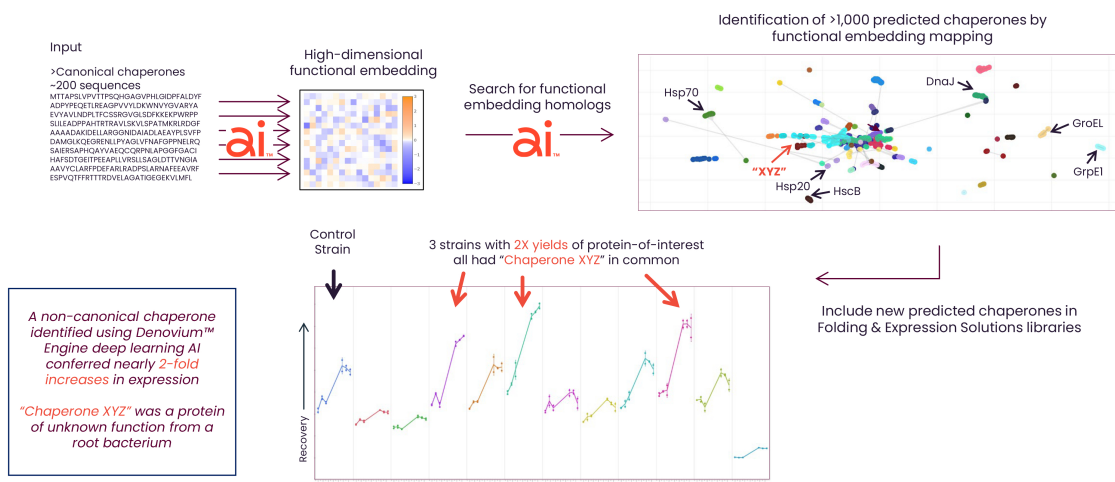 Input
>Canonical chaperones
~200 sequences
MTTAPSLVPVTTPSQHGAGVPHLGIDPFALDYF
ADPYPEQETLREAGPVVYLDKWNVYGVARYA
EVYAVLNDPLTFCSSRGVGLSDFKKEKPWRPP
SLILEADPPAHTRTRAVLSKVLSPATMKRLRDGF
AAAADAKIDELLARGGNIDAIADLAEAYPLSVFP
DAMGLKQEGRENLLPYAGLVFNAFGPPNELRQ
SAIERSAPHQAYVAEQCQRPNLAPGGFGACI
HAFSDTGEITPEEAPLLVRSLLSAGLDTTVNGIA
AAVYCLARFPDEFARLRADPSLARNAFEEAVRF
ESPVQTFFRTTTRDVELAGATIGEGEKVLMFL
ai™
High-dimensional
functional embedding
Search for functional
embedding homologs
ai™
Identification of >1,000 predicted chaperones by
functional embedding mapping
Hsp70
DnaJ
GroEL
GrpE1
"XYZ"
Hsp20
HscB
Include new predicted chaperones in
Folding & Expression Solutions libraries
Control
Strain
3 strains with 2X yields of protein-of-interest
all had "Chaperone XYZ" in common
Recovery
A non-canonical chaperone
identified using Denovium™
Engine deep learning AI
conferred nearly 2-fold
increases in expression
"Chaperone XYZ" was a protein
of unknown function from a
root bacterium